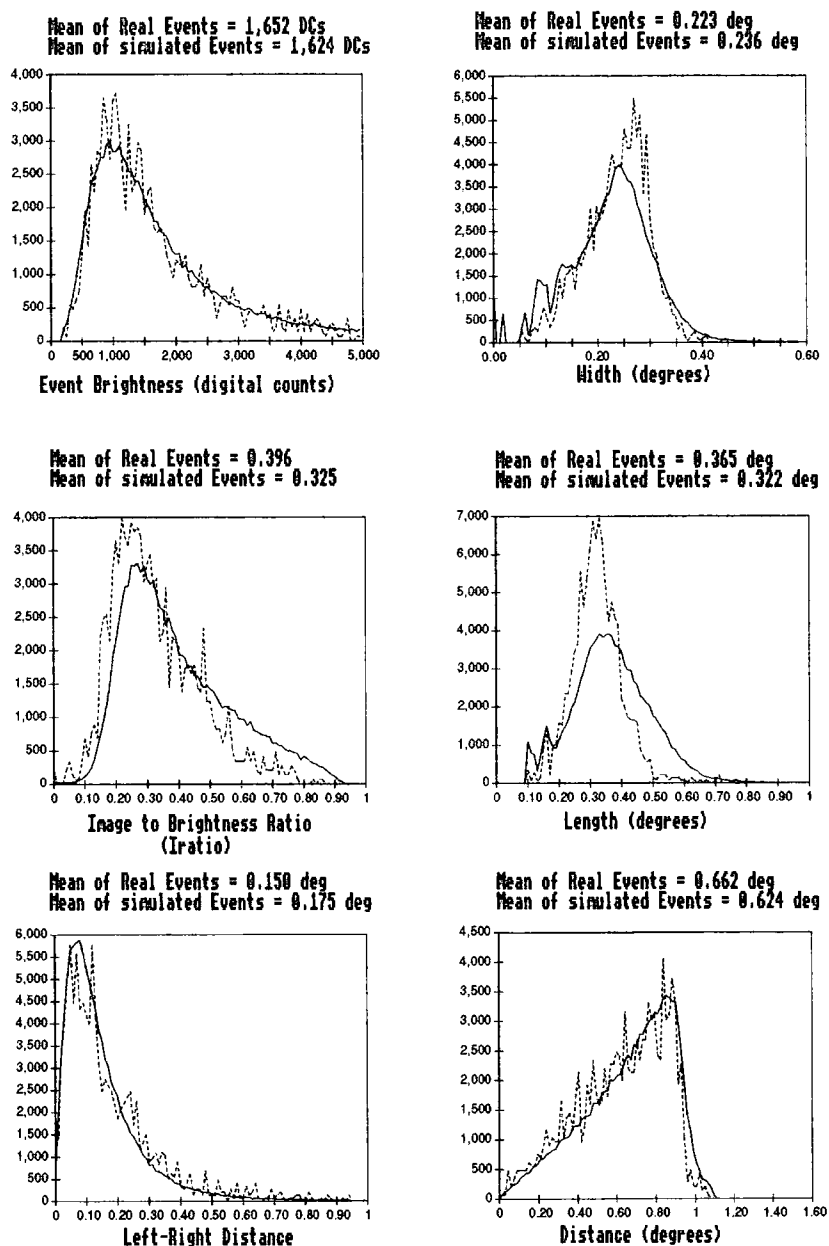 Mean of Real Events = 1,652 DCs
Mean of simulated Events = 1,624 DCs
4,000
3,500
3,000
2,500
2,000
1,500
1,000
500
0
0 500 1,000 2,000 3,000 4,000 5,000
Event Brightness (digital counts)
Mean of Real Events = 0.223 deg
Mean of simulated Events = 0.236 deg
6,000
5,500
5,000
4,500
4,000
3,500
3,000
2,500
2,000
1,500
1,000
500
0
0.00 0.20 0.40 0.60
Width (degrees)
Mean of Real Events = 0.396
Mean of simulated Events = 0.325
4,000
3,500
3,000
2,500
2,000
1,500
1,000
500
0
0 0.10 0.20 0.30 0.40 0.50 0.60 0.70 0.80 0.90 1
Image to Brightness Ratio
(Iratio)
Mean of Real Events = 0.365 deg
Mean of simulated Events = 0.322 deg
7,000
6,000
5,000
4,000
3,000
2,000
1,000
0
0 0.10 0.20 0.30 0.40 0.50 0.60 0.70 0.80 0.90 1
Length (degrees)
Mean of Real Events = 0.150 deg
Mean of simulated Events = 0.175 deg
6,000
5,500
5,000
4,500
4,000
3,500
3,000
2,500
2,000
1,500
1,000
500
0
0 0.10 0.20 0.30 0.40 0.50 0.60 0.70 0.80 0.90 1
Left-Right Distance
Mean of Real Events = 0.662 deg
Mean of simulated Events = 0.624 deg
4,500
4,000
3,500
3,000
2,500
2,000
1,500
1,000
500
0
0 0.20 0.40 0.60 0.80 1 1.20 1.40 1.60
Distance (degrees)